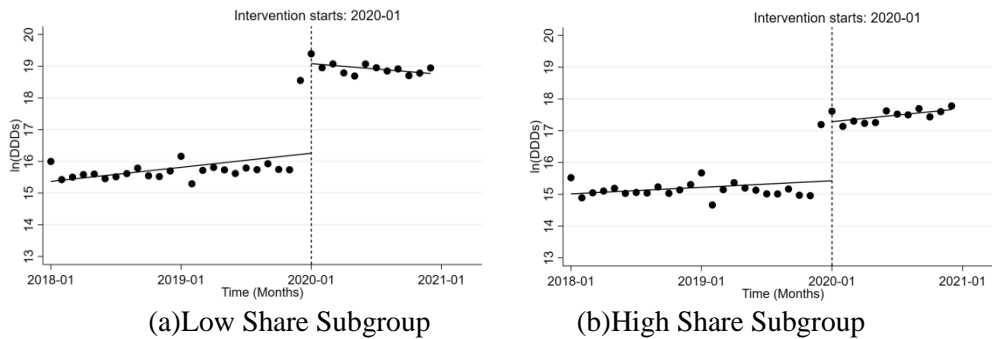 Intervention starts: 2020-01
20
19
18
17
16
15
14
13
ln(DDDs)
2018-01 2019-01 2020-01 2021-01
Time (Months)
(a)Low Share Subgroup
Intervention starts: 2020-01
20
19
18
17
16
15
14
13
ln(DDDs)
2018-01 2019-01 2020-01 2021-01
Time (Months)
(b)High Share Subgroup